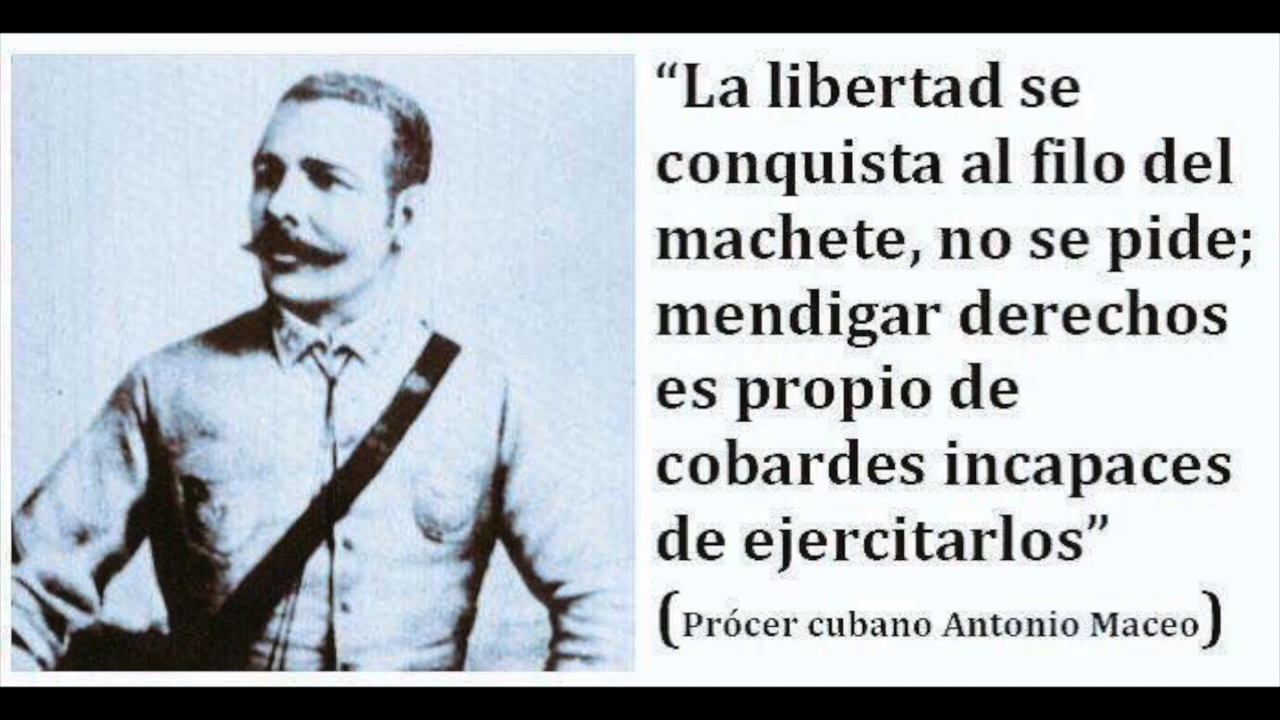 “La libertad se
conquista al filo del
machete, no se pide;
mendigar derechos
es propio de
cobardes incapaces
de ejercitarlos”
(Prócer cubano Antonio Maceo)